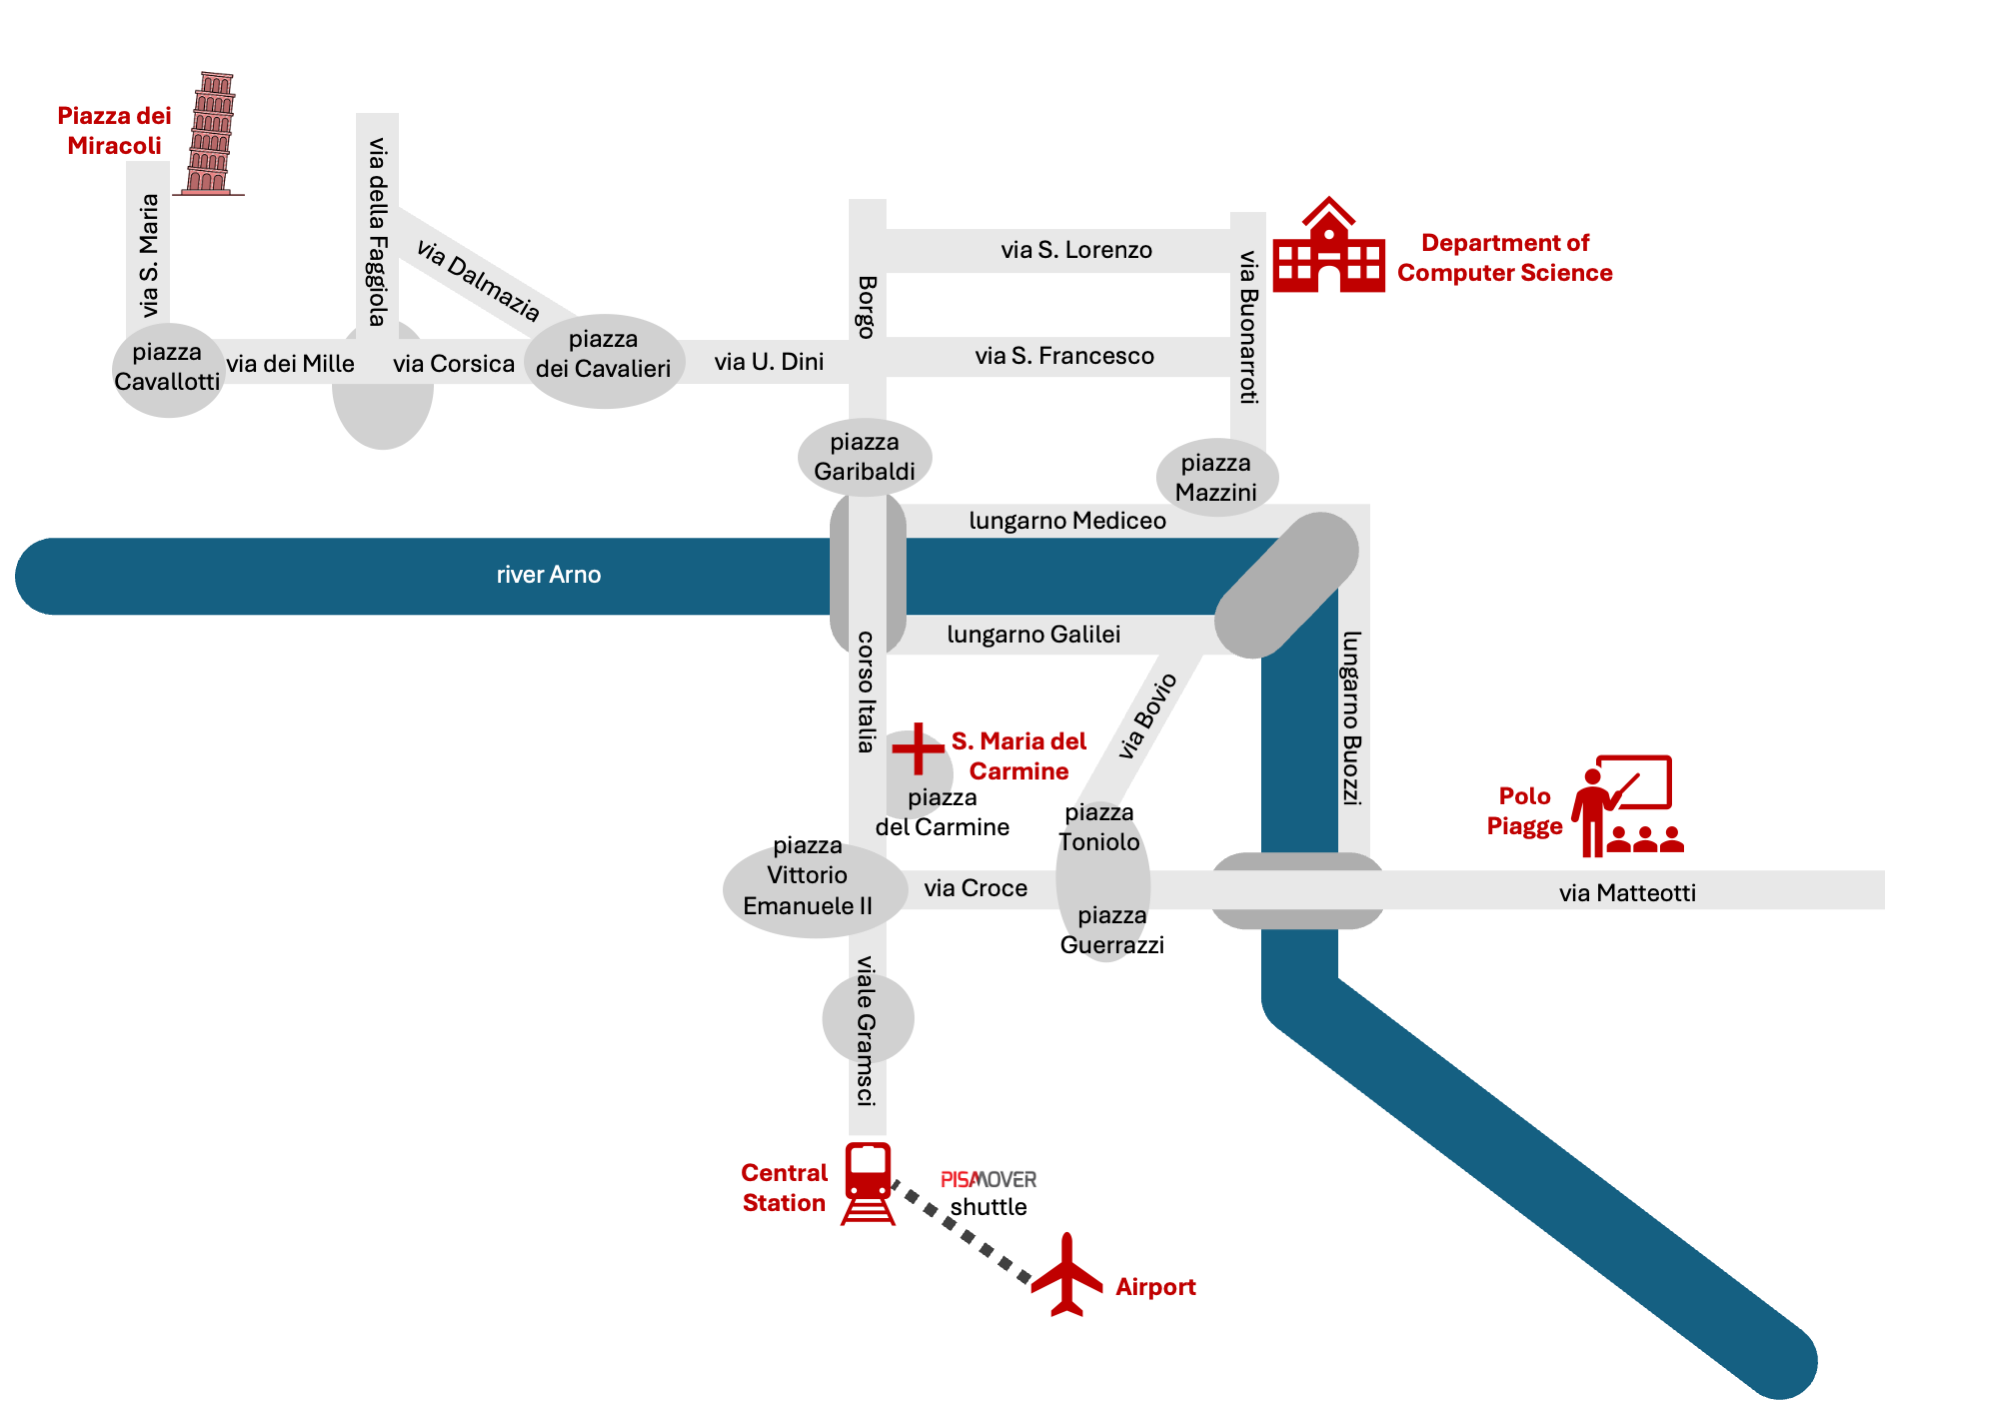 Piazza dei
Miracoli
via S. Maria
via della Faggiola
via Dalmazia
Borgo
via S. Lorenzo
via Buonarroti
Department of
Computer Science
piazza
Cavallotti
via dei Mille
via Corsica
piazza
dei Cavalieri
via U. Dini
via S. Francesco
piazza
Garibaldi
piazza
Mazzini
lungarno Mediceo
river Arno
lungarno Galilei
corso Italia
via Bovio
lungarno Buozzi
S. Maria del
Carmine
piazza
del Carmine
piazza
Toniolo
Polo
Piagge
piazza
Vittorio
Emanuele II
via Croce
piazza
Guerrazzi
via Matteotti
viale Gramsci
Central
Station
PISAMOVER
shuttle
Airport